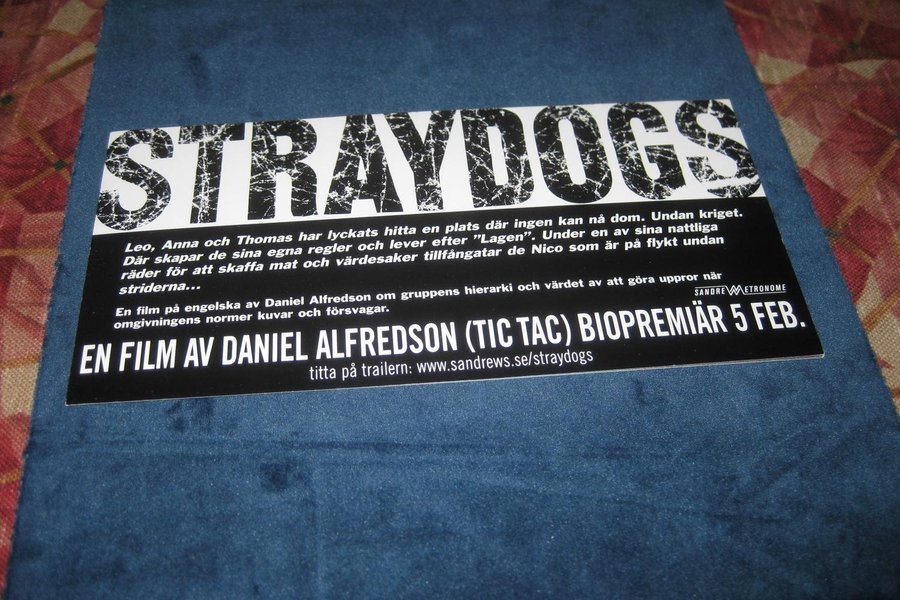 STRAYDOGS
Leo, Anna och Thomas har lyckats hitta en plats där ingen kan nå dom. Undan kriget.
Där skapar de sina egna regler och lever efter "Lagen". Under en av sina nattliga
räder för att skaffa mat och värdesaker tillfångatar de Nico som är på flykt undan
striderna...
En film på engelska av Daniel Alfredson om gruppens hierarki och värdet av att göra uppror när
omgivningens normer kuvar och försvagar.
SANDREW METRONOME
EN FILM AV DANIEL ALFREDSON (TIC TAC) BIOPREMIÄR 5 FEB.
titta på trailern: www.sandrews.se/straydogs